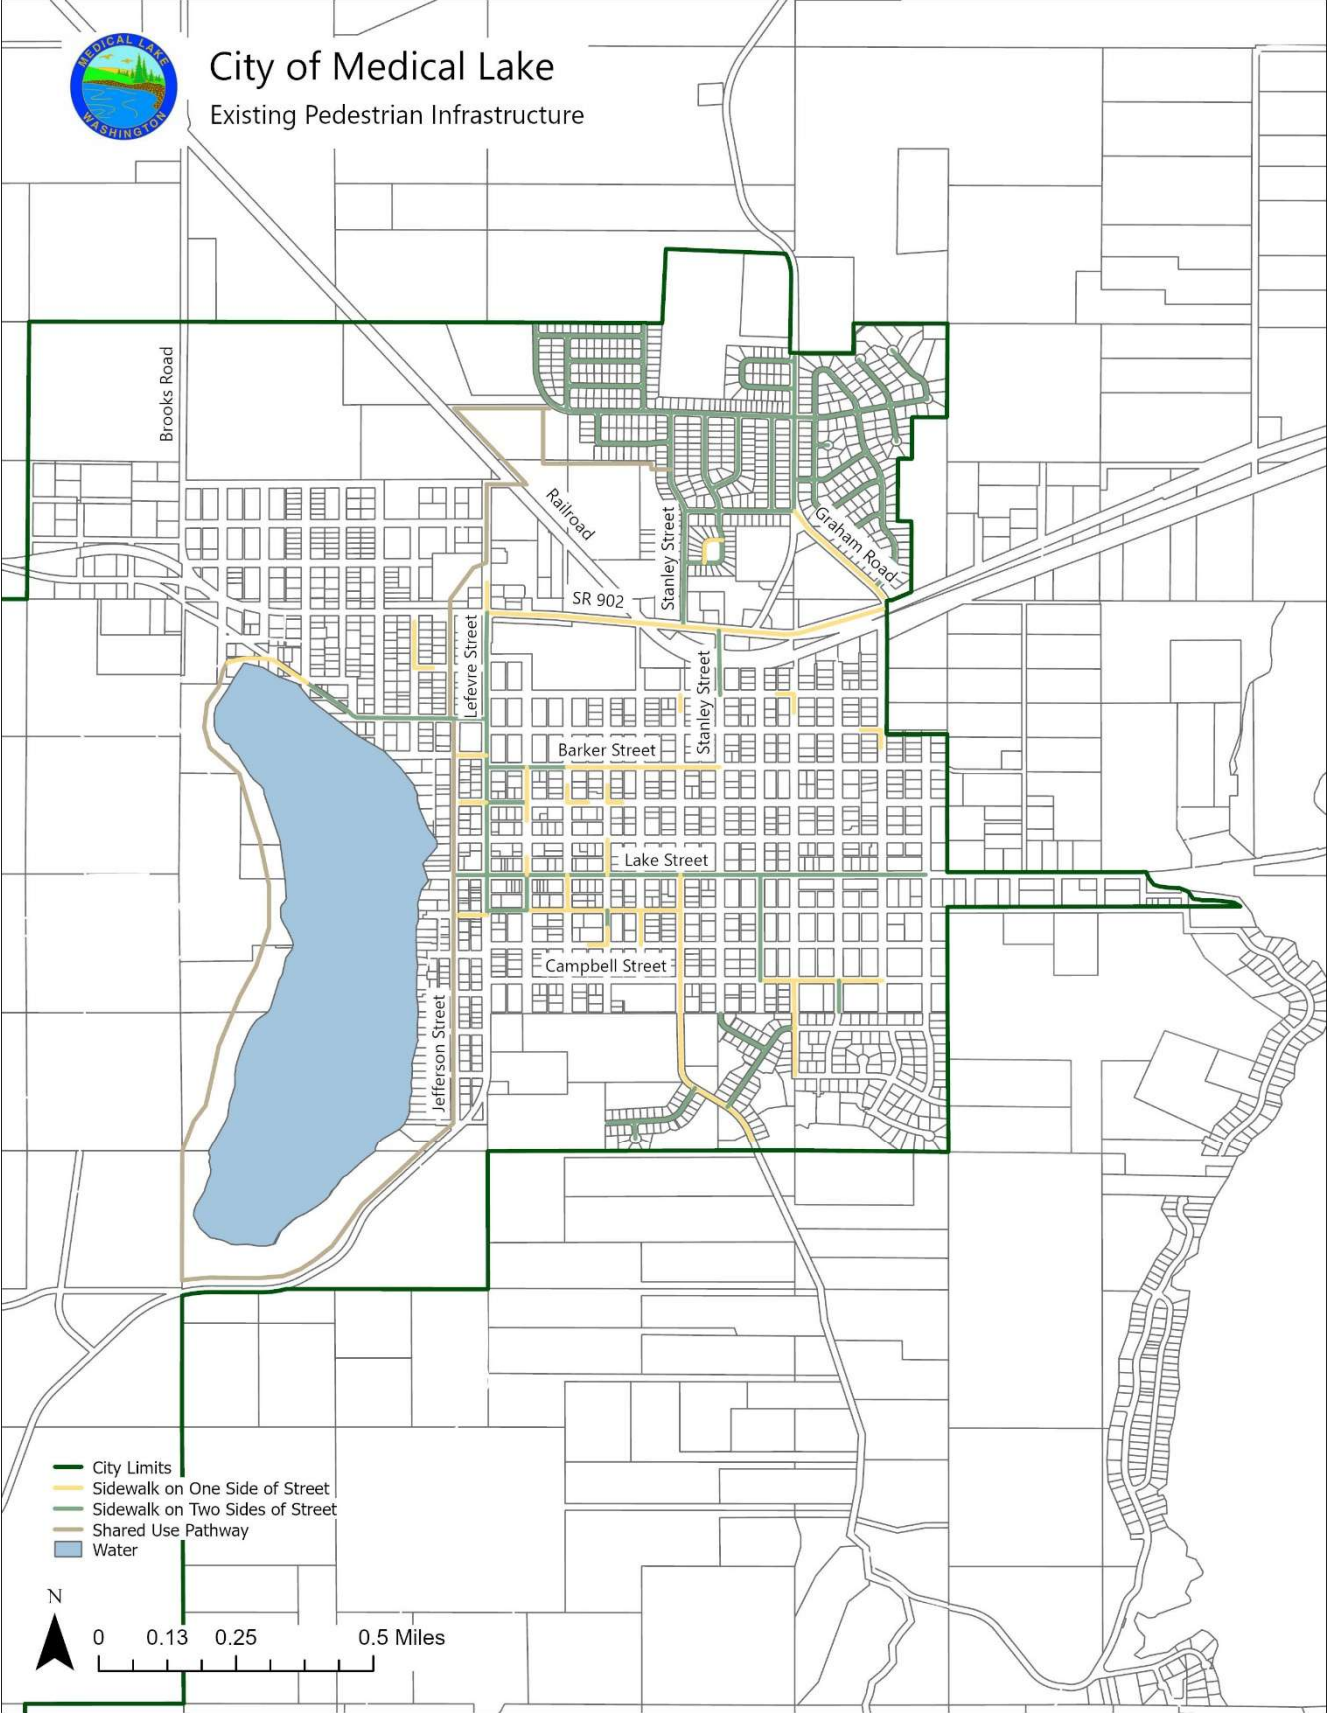 MEDICAL LAKE
WASHINGTON
City of Medical Lake
Existing Pedestrian Infrastructure
Brooks Road
Railroad
Stanley Street
Graham Road
SR 902
Lefevre Street
Stanley Street
Barker Street
Lake Street
Campbell Street
Jefferson Street
City Limits
Sidewalk on One Side of Street
Sidewalk on Two Sides of Street
Shared Use Pathway
Water
N
0 0.13 0.25 0.5 Miles